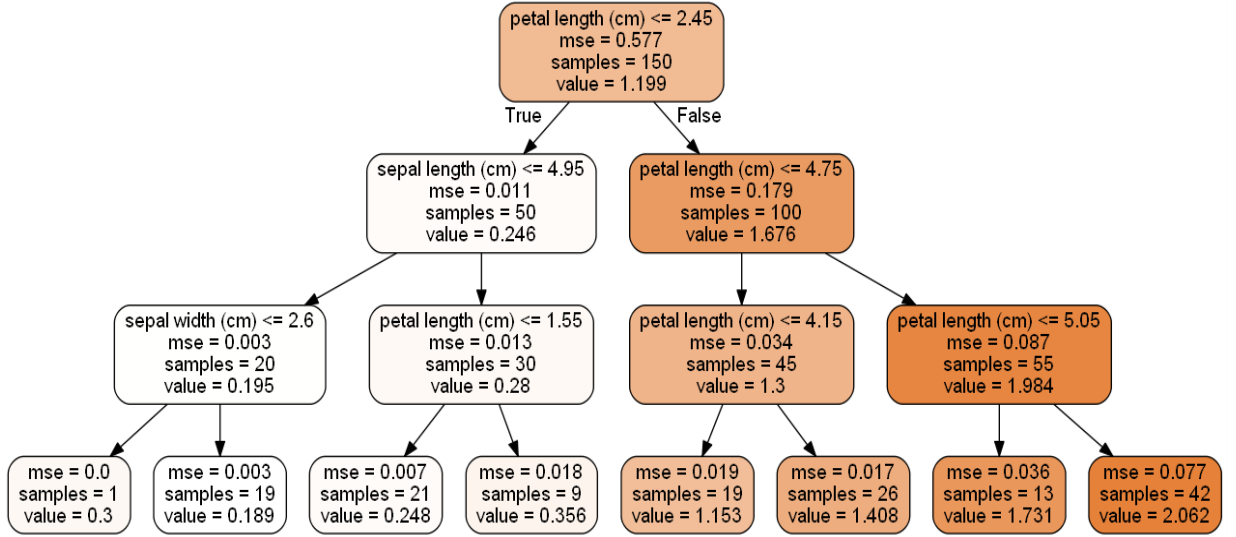 petal length (cm) <= 2.45
mse = 0.577
samples = 150
value = 1.199
True
False
sepal length (cm) <= 4.95
mse = 0.011
samples = 50
value = 0.246
petal length (cm) <= 4.75
mse = 0.179
samples = 100
value = 1.676
sepal width (cm) <= 2.6
mse = 0.003
samples = 20
value = 0.195
petal length (cm) <= 1.55
mse = 0.013
samples = 30
value = 0.28
petal length (cm) <= 4.15
mse = 0.034
samples = 45
value = 1.3
petal length (cm) <= 5.05
mse = 0.087
samples = 55
value = 1.984
mse = 0.0
samples = 1
value = 0.3
mse = 0.003
samples = 19
value = 0.189
mse = 0.007
samples = 21
value = 0.248
mse = 0.018
samples = 9
value = 0.356
mse = 0.019
samples = 19
value = 1.153
mse = 0.017
samples = 26
value = 1.408
mse = 0.036
samples = 13
value = 1.731
mse = 0.077
samples = 42
value = 2.062